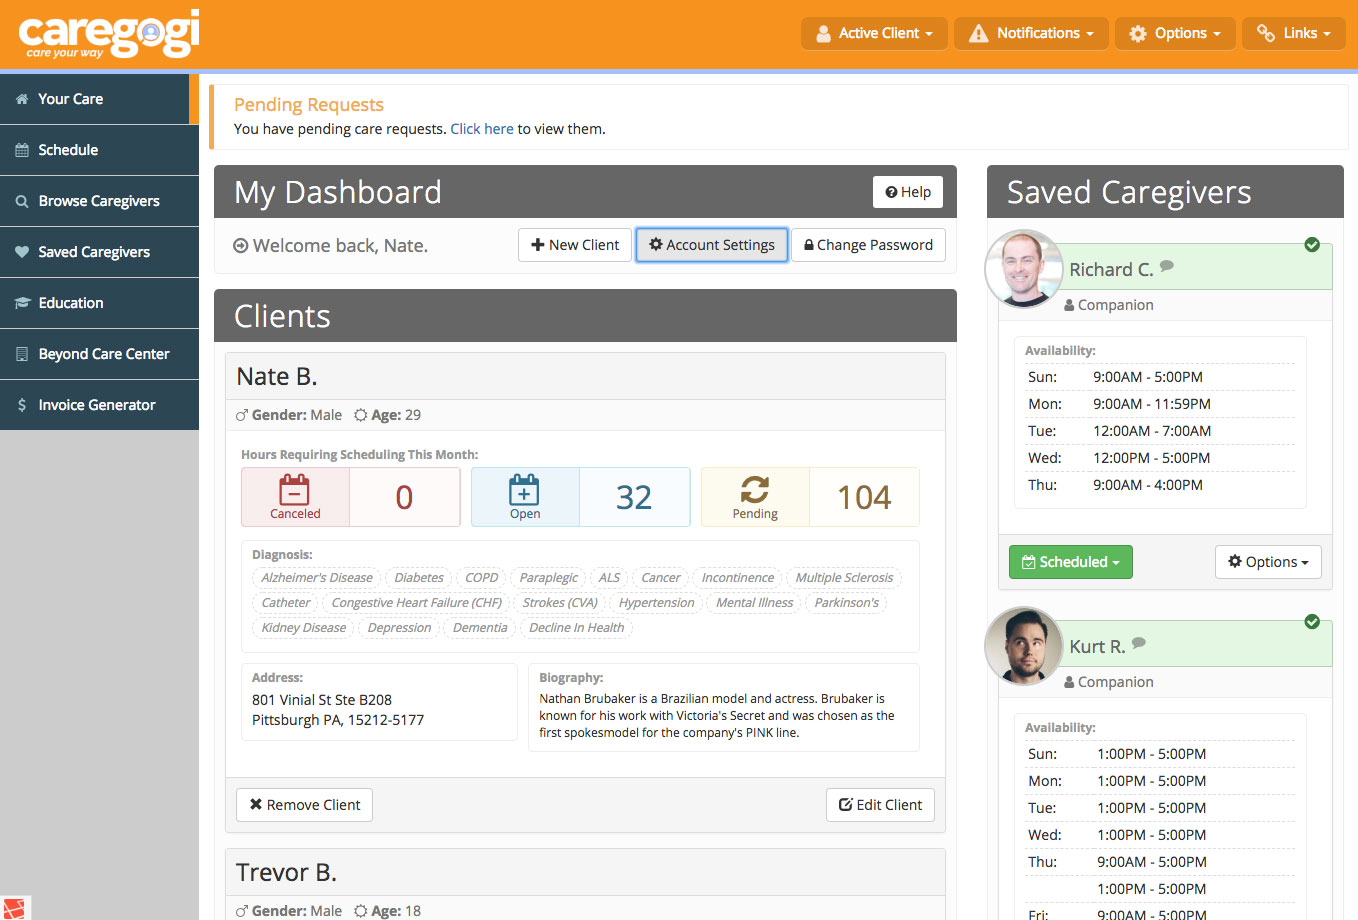 caregogi
care your way
Active Client
Notifications
Options
Links
Your Care
Schedule
Browse Caregivers
Saved Caregivers
Education
Beyond Care Center
Invoice Generator
Pending Requests
You have pending care requests. Click here to view them.
My Dashboard
Help
Welcome back, Nate.
New Client
Account Settings
Change Password
Clients
Nate B.
Gender: Male Age: 29
Hours Requiring Scheduling This Month:
Canceled
0
Open
32
Pending
104
Diagnosis:
Alzheimer's Disease Diabetes COPD Paraplegic ALS Cancer Incontinence Multiple Sclerosis
Catheter Congestive Heart Failure (CHF) Strokes (CVA) Hypertension Mental Illness Parkinson's
Kidney Disease Depression Dementia Decline In Health
Address:
801 Vinial St Ste B208
Pittsburgh PA, 15212-5177
Biography:
Nathan Brubaker is a Brazilian model and actress. Brubaker is
known for his work with Victoria's Secret and was chosen as the
first spokesmodel for the company's PINK line.
Remove Client
Edit Client
Trevor B.
Gender: Male Age: 18
Saved Caregivers
Richard C.
Companion
Availability:
Sun: 9:00AM - 5:00PM
Mon: 9:00AM - 11:59PM
Tue: 12:00AM - 7:00AM
Wed: 12:00PM - 5:00PM
Thu: 9:00AM - 4:00PM
Scheduled
Options
Kurt R.
Companion
Availability:
Sun: 1:00PM - 5:00PM
Mon: 1:00PM - 5:00PM
Tue: 1:00PM - 5:00PM
Wed: 1:00PM - 5:00PM
Thu: 9:00AM - 5:00PM
1:00PM - 5:00PM
Fri: 9:00AM - 5:00PM